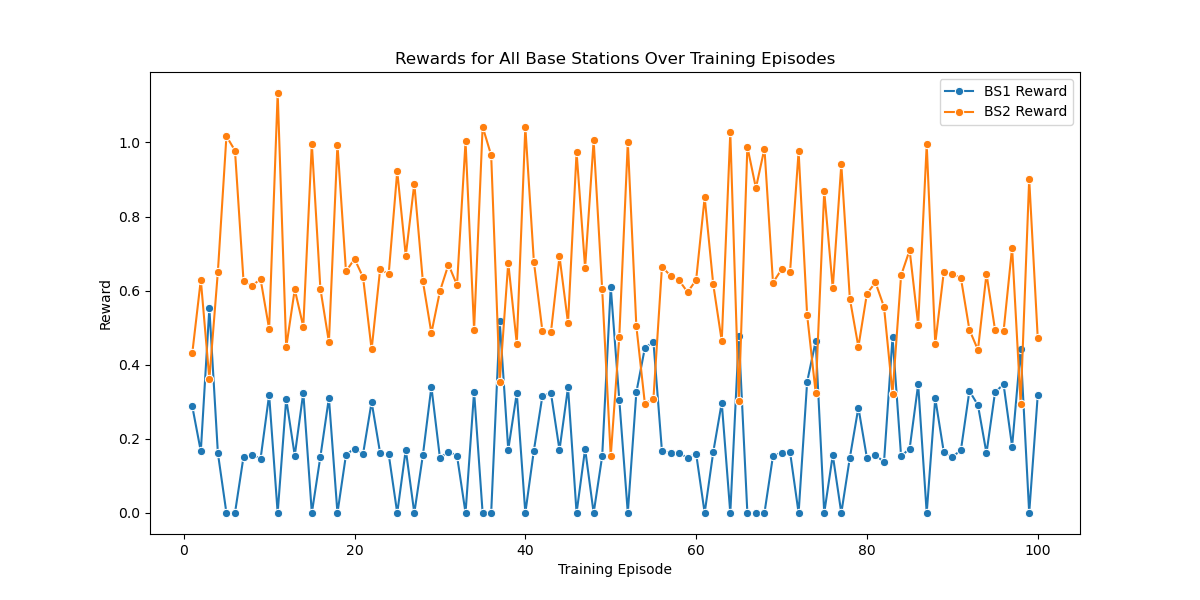 Rewards for All Base Stations Over Training Episodes
BS1 Reward
BS2 Reward
Reward
1.0
0.8
0.6
0.4
0.2
0.0
0 20 40 60 80 100
Training Episode